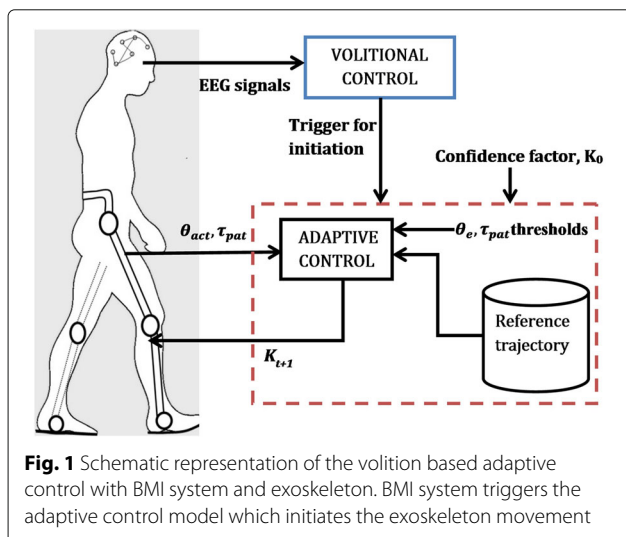 VOLITIONAL
CONTROL
EEG signals
Trigger for
initiation
Confidence factor, K₀
θact, τpat
ADAPTIVE
CONTROL
θe, τpat thresholds
Reference
trajectory
Kt+1
Fig. 1 Schematic representation of the volition based adaptive
control with BMI system and exoskeleton. BMI system triggers the
adaptive control model which initiates the exoskeleton movement